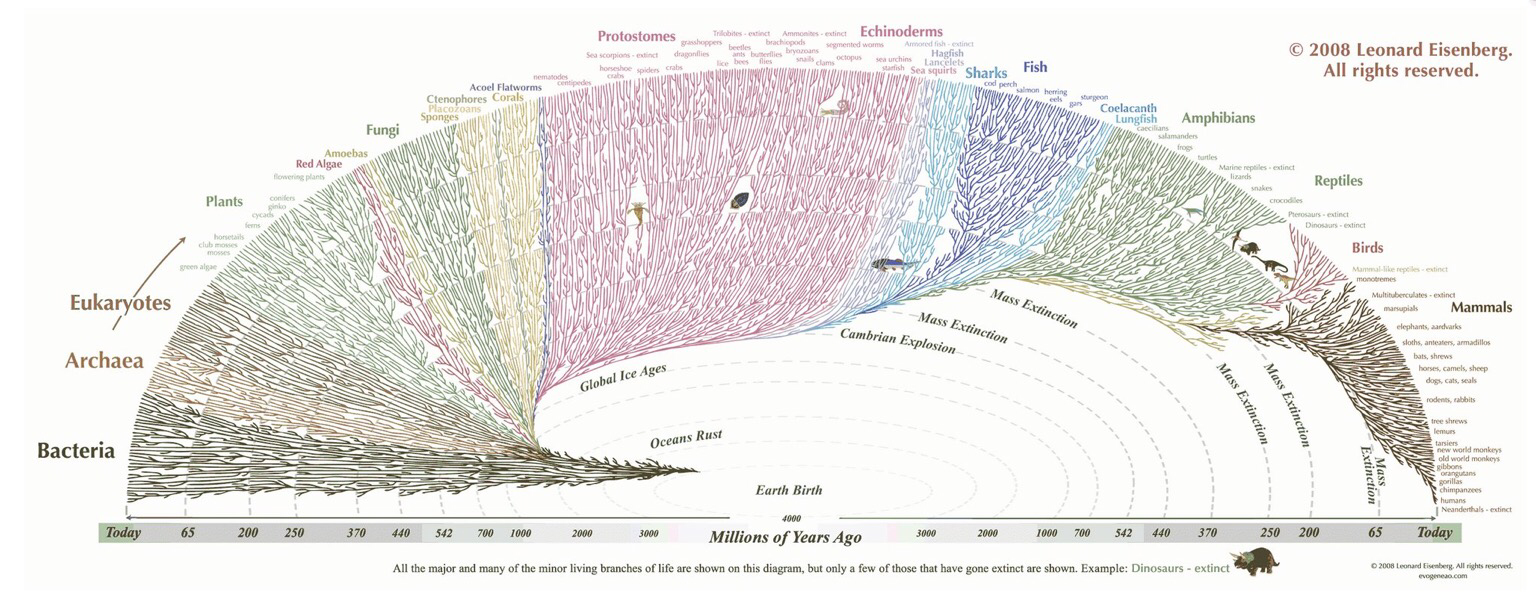 © 2008 Leonard Eisenberg.
All rights reserved.
Protostomes
Echinoderms
Trilobites - extinct
Ammonites - extinct
grasshoppers
brachiopods
segmented worms
Armored fish - extinct
beetles
Sea scorpions - extinct
dragonflies
ants
butterflies
bryozoans
Hagfish
lice
bees
flies
snails
clams
octopus
sea urchins
Lancelets
horseshoe
crabs
spiders
crabs
starfish
Sea squirts
nematodes
centipedes
Sharks
Fish
cod
perch
salmon
herring
eels
gars
sturgeon
Acoel Flatworms
Ctenophores
Corals
Placozoans
Sponges
Coelacanth
Lungfish
Fungi
Amphibians
caecilians
salamanders
frogs
turtles
Amoebas
Red Algae
flowering plants
Marine reptiles - extinct
lizards
snakes
crocodiles
Reptiles
Plants
conifers
ginko
cycads
ferns
horsetails
club mosses
mosses
green algae
Pterosaurs - extinct
Dinosaurs - extinct
Birds
Mammal-like reptiles - extinct
monotremes
Multituberculates - extinct
marsupials
Mammals
Eukaryotes
Archaea
Bacteria
elephants, aardvarks
sloths, anteaters, armadillos
bats, shrews
horses, camels, sheep
dogs, cats, seals
rodents, rabbits
tree shrews
lemurs
tarsiers
new world monkeys
old world monkeys
gibbons
orangutans
gorillas
chimpanzees
humans
Neanderthals - extinct
Mass Extinction
Mass Extinction
Cambrian Explosion
Global Ice Ages
Oceans Rust
Earth Birth
Mass Extinction
Mass Extinction
Mass
Extinction
4000
Today 65 200 250 370 440 542 700 1000 2000 3000 Millions of Years Ago 3000 2000 1000 700 542 440 370 250 200 65 Today
All the major and many of the minor living branches of life are shown on this diagram, but only a few of those that have gone extinct are shown. Example: Dinosaurs - extinct
© 2008 Leonard Eisenberg. All rights reserved.
evogeneao.com